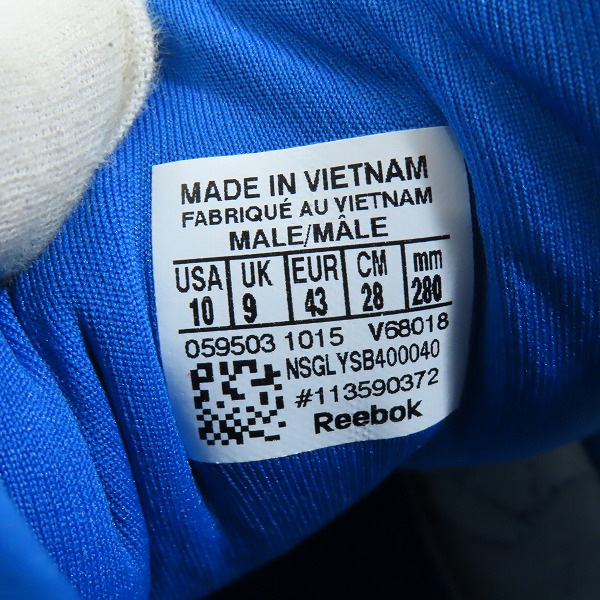 MADE IN VIETNAM
FABRIQUÉ AU VIETNAM
MALE/MÂLE
USA UK EUR CM mm
10 9 43 28 280
059503 1015 V68018
NSGLYSB400040
#113590372
Reebok